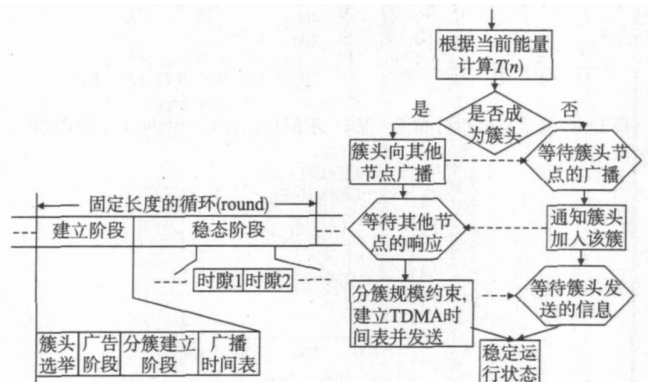 根据当前能量
计算T(n)
是
是否成
为簇头
否
簇头向其他
节点广播
等待簇头节
点的广播
固定长度的循环(round)
建立阶段
稳态阶段
等待其他节
点的响应
通知簇头
加入该簇
时隙1
时隙2
分簇规模约束,
建立TDMA时
间表并发送
等待簇头发
送的信息
簇头
选举
广告
阶段
分簇建立
阶段
广播
时间表
稳定运
行状态